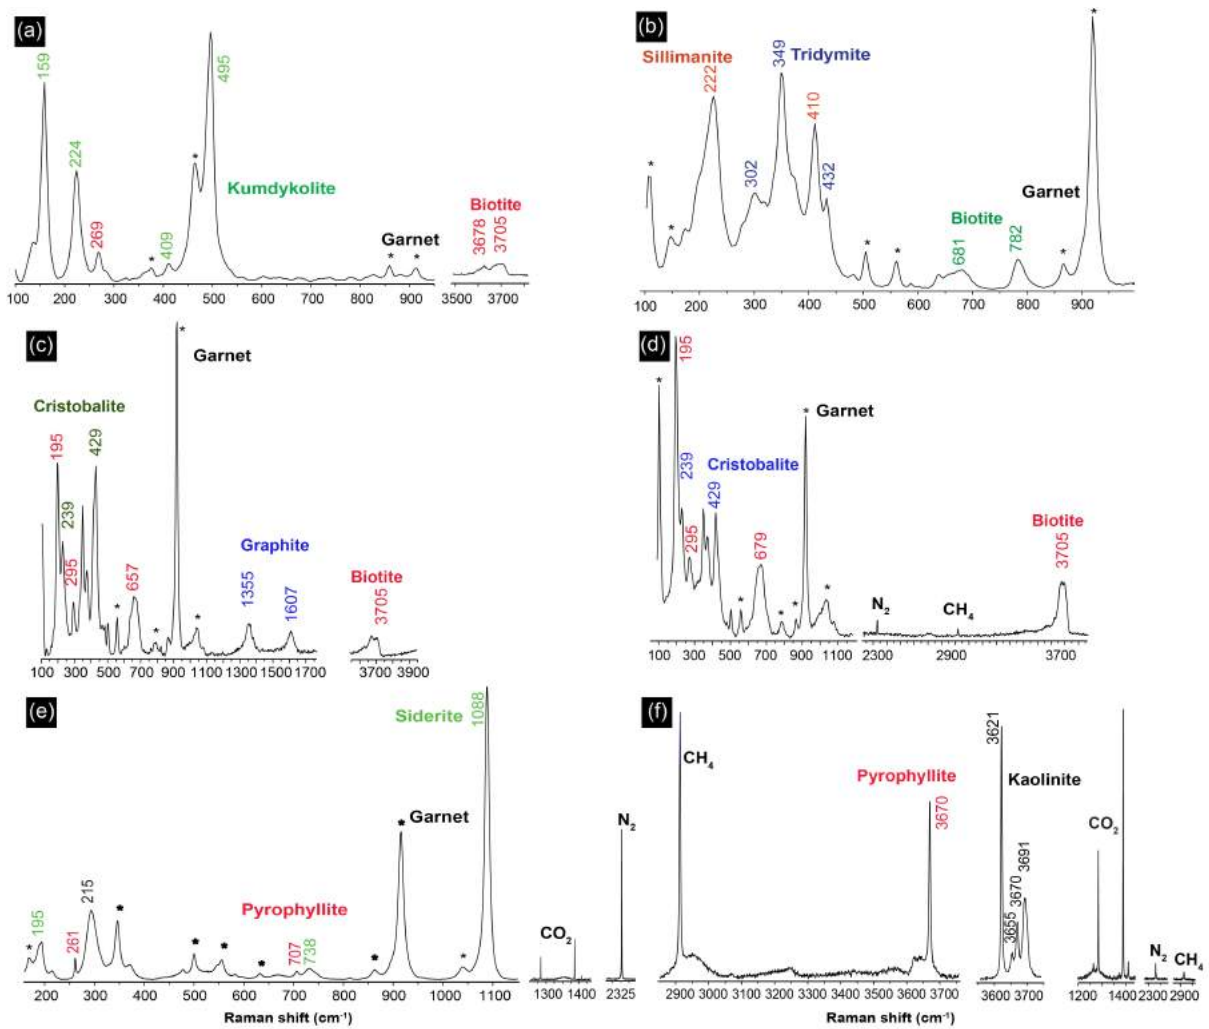 (a)
159
224
269
*
409
*
495
Kumdykolite
Garnet
*
*
Biotite
3678
3705
100 200 300 400 500 600 700 800 900 3500 3700
(b)
*
*
Sillimanite
222
302
349
Tridymite
410
432
*
*
Biotite
681
782
Garnet
*
*
100 300 400 500 600 700 800 900
(c)
Cristobalite
195
239
295
429
*
657
*
*
*
Garnet
Graphite
1355
1607
Biotite
3705
100 300 500 700 900 1100 1300 1500 1700 3700 3900
(d)
*
195
239
295
Cristobalite
429
*
679
*
*
*
Garnet
*
N2
CH4
Biotite
3705
100 300 500 700 900 1100 2300 2900 3700
(e)
*
195
261
215
*
*
*
Pyrophyllite
*
707
738
*
*
Garnet
*
Siderite
1088
CO2
N2
200 300 400 500 600 700 800 900 1000 1100 1300 1400 2325
Raman shift (cm-1)
(f)
CH4
Pyrophyllite
3670
3621
Kaolinite
3655
3670
3691
CO2
N2
CH4
2900 3000 3100 3200 3300 3400 3500 3600 3700 3600 3700 1200 1400 2300 2900
Raman shift (cm-1)